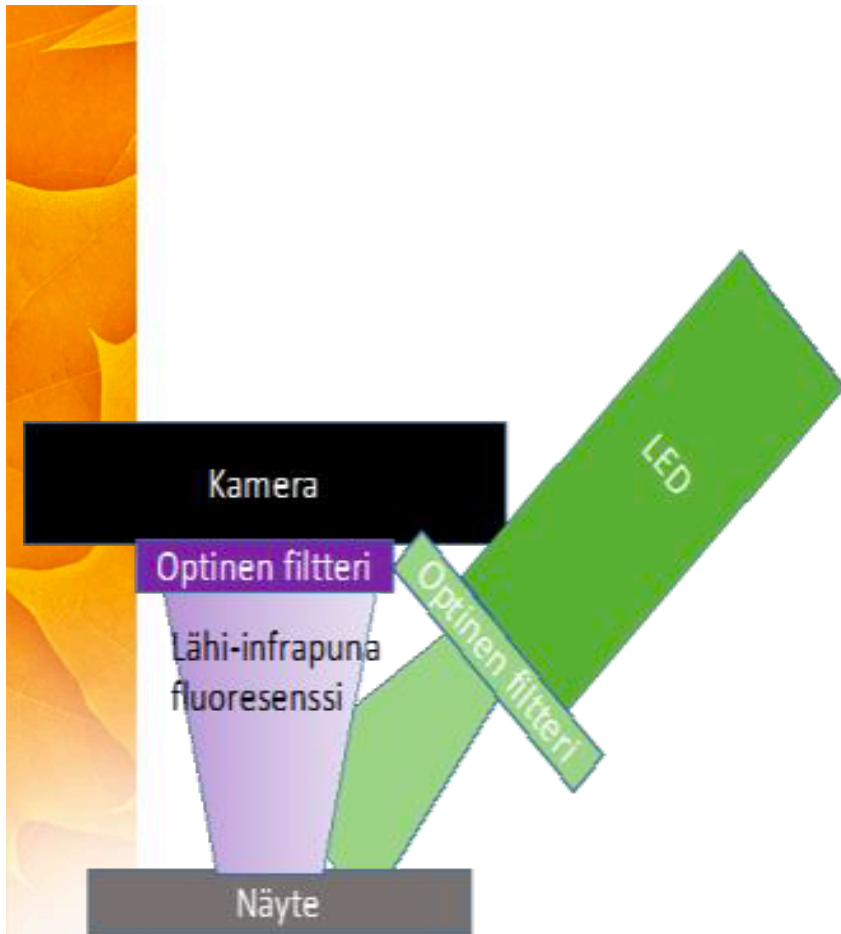 Kamera
LED
Optinen filtteri
Optinen filtteri
Lähi-infrapuna
fluoresenssi
Näyte